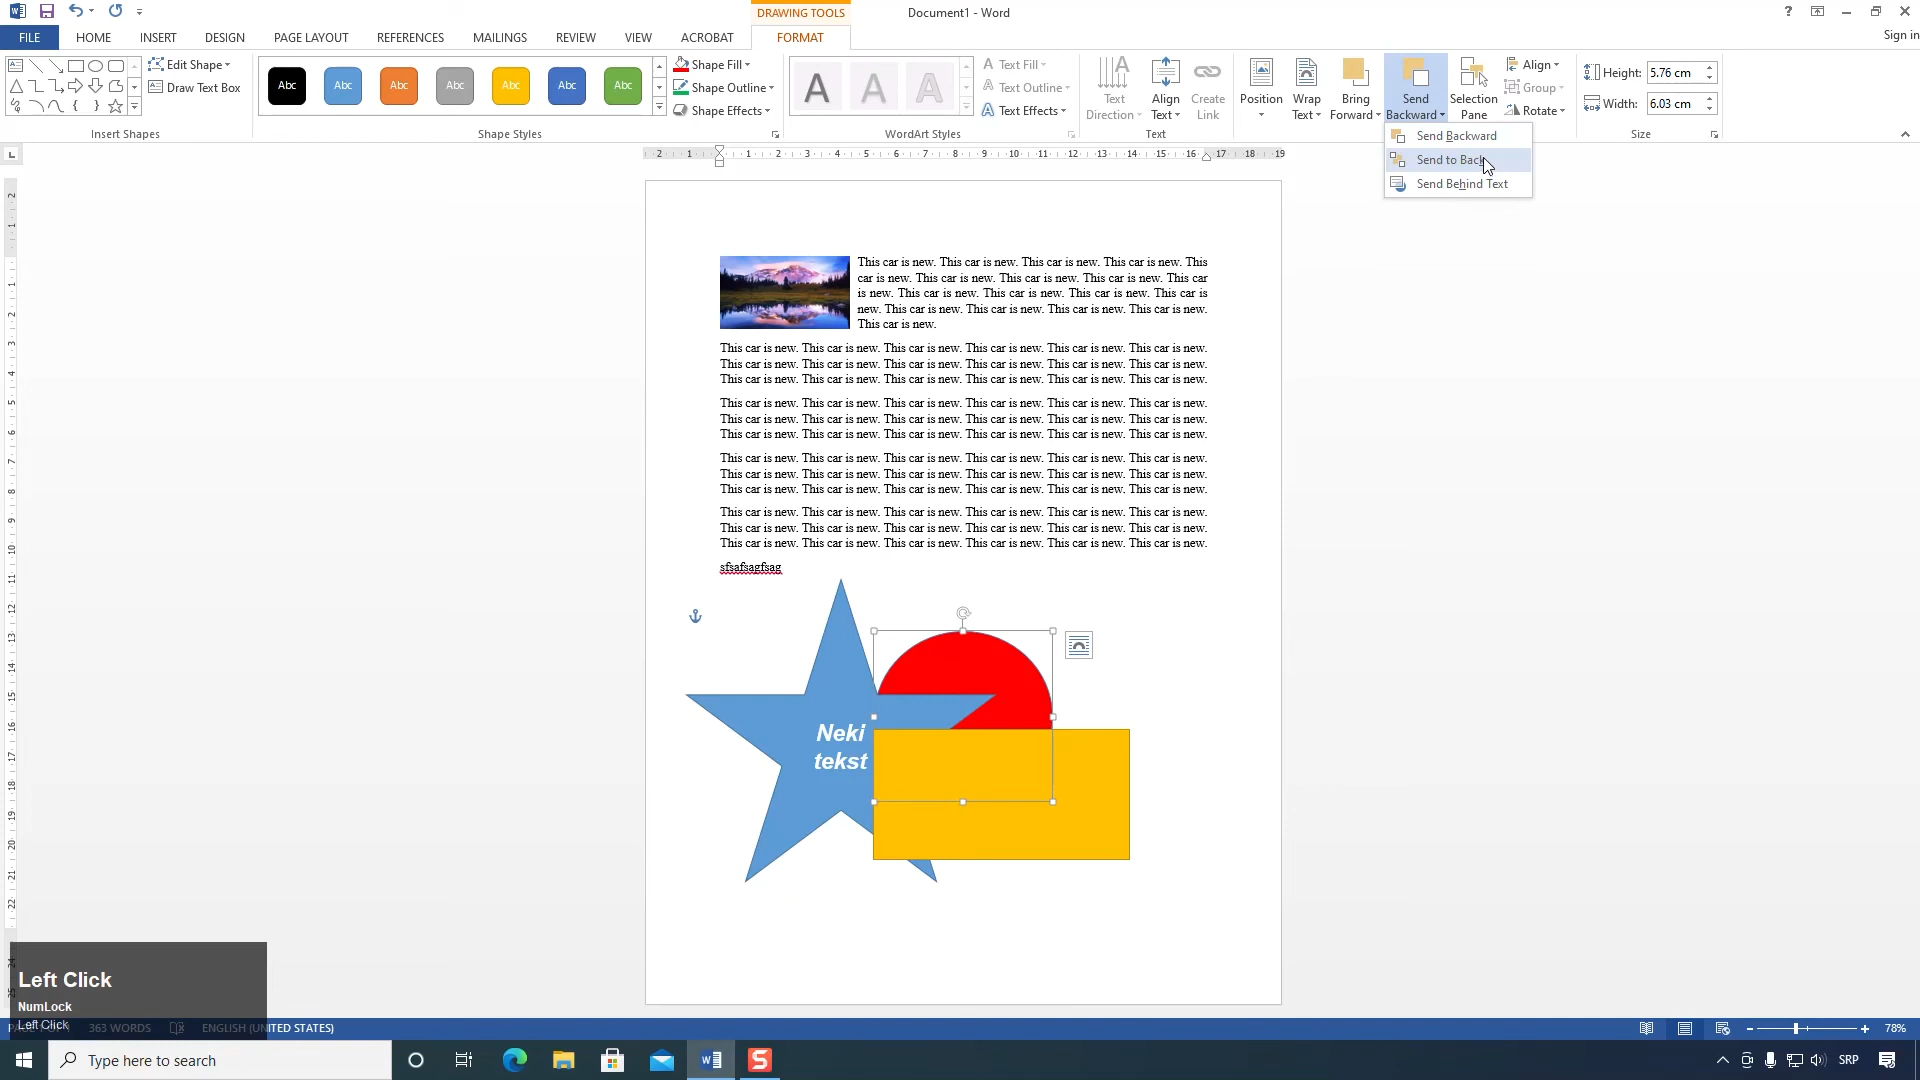 DRAWING TOOLS
Document1 - Word
?
Sign in
FILE
HOME
INSERT
DESIGN
PAGE LAYOUT
REFERENCES
MAILINGS
REVIEW
VIEW
ACROBAT
FORMAT
Edit Shape
Draw Text Box
Insert Shapes
Abc
Abc
Abc
Abc
Abc
Abc
Abc
Shape Fill
Shape Outline
Shape Effects
Shape Styles
A A A
Text Fill
Text Outline
Text Effects
WordArt Styles
Text Direction
Align Text
Create Link
Text
Position
Wrap Text
Bring Forward
Send Backward
Selection Pane
Align
Group
Rotate
Height: 5.76 cm
Width: 6.03 cm
Size
Send Backward
Send to Back
Send Behind Text
This car is new. This car is new. This car is new. This car is new. This
car is new. This car is new. This car is new. This car is new. This car
is new. This car is new. This car is new. This car is new. This car is
new. This car is new. This car is new. This car is new. This car is new.
This car is new.
This car is new. This car is new. This car is new. This car is new. This car is new. This car is new.
This car is new. This car is new. This car is new. This car is new. This car is new. This car is new.
This car is new. This car is new. This car is new. This car is new. This car is new. This car is new.
This car is new. This car is new. This car is new. This car is new. This car is new. This car is new.
This car is new. This car is new. This car is new. This car is new. This car is new. This car is new.
This car is new. This car is new. This car is new. This car is new. This car is new. This car is new.
This car is new. This car is new. This car is new. This car is new. This car is new. This car is new.
This car is new. This car is new. This car is new. This car is new. This car is new. This car is new.
This car is new. This car is new. This car is new. This car is new. This car is new. This car is new.
This car is new. This car is new. This car is new. This car is new. This car is new. This car is new.
This car is new. This car is new. This car is new. This car is new. This car is new. This car is new.
This car is new. This car is new. This car is new. This car is new. This car is new. This car is new.
sfsafsagfsag
Neki
tekst
Left Click
NumLock
Left Click
363 WORDS
ENGLISH (UNITED STATES)
78%
Type here to search
SRP